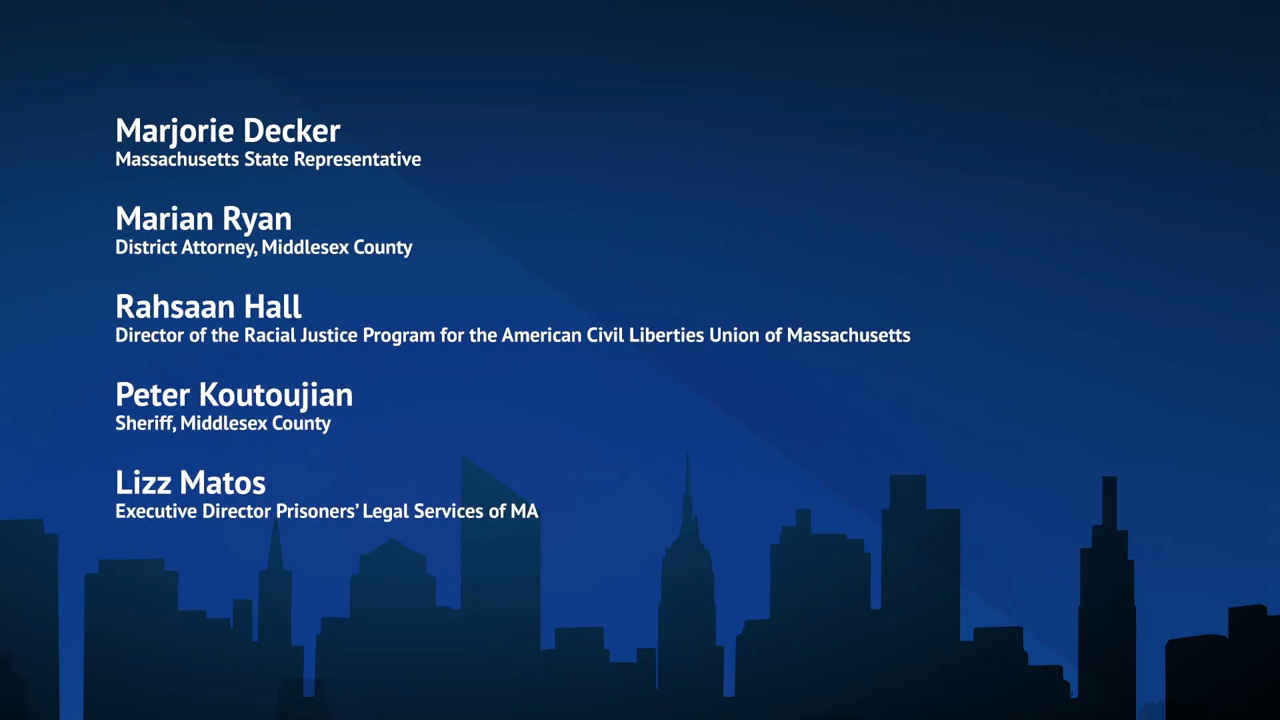 Marjorie Decker
Massachusetts State Representative
Marian Ryan
District Attorney, Middlesex County
Rahsaan Hall
Director of the Racial Justice Program for the American Civil Liberties Union of Massachusetts
Peter Koutoujian
Sheriff, Middlesex County
Lizz Matos
Executive Director Prisoners’ Legal Services of MA